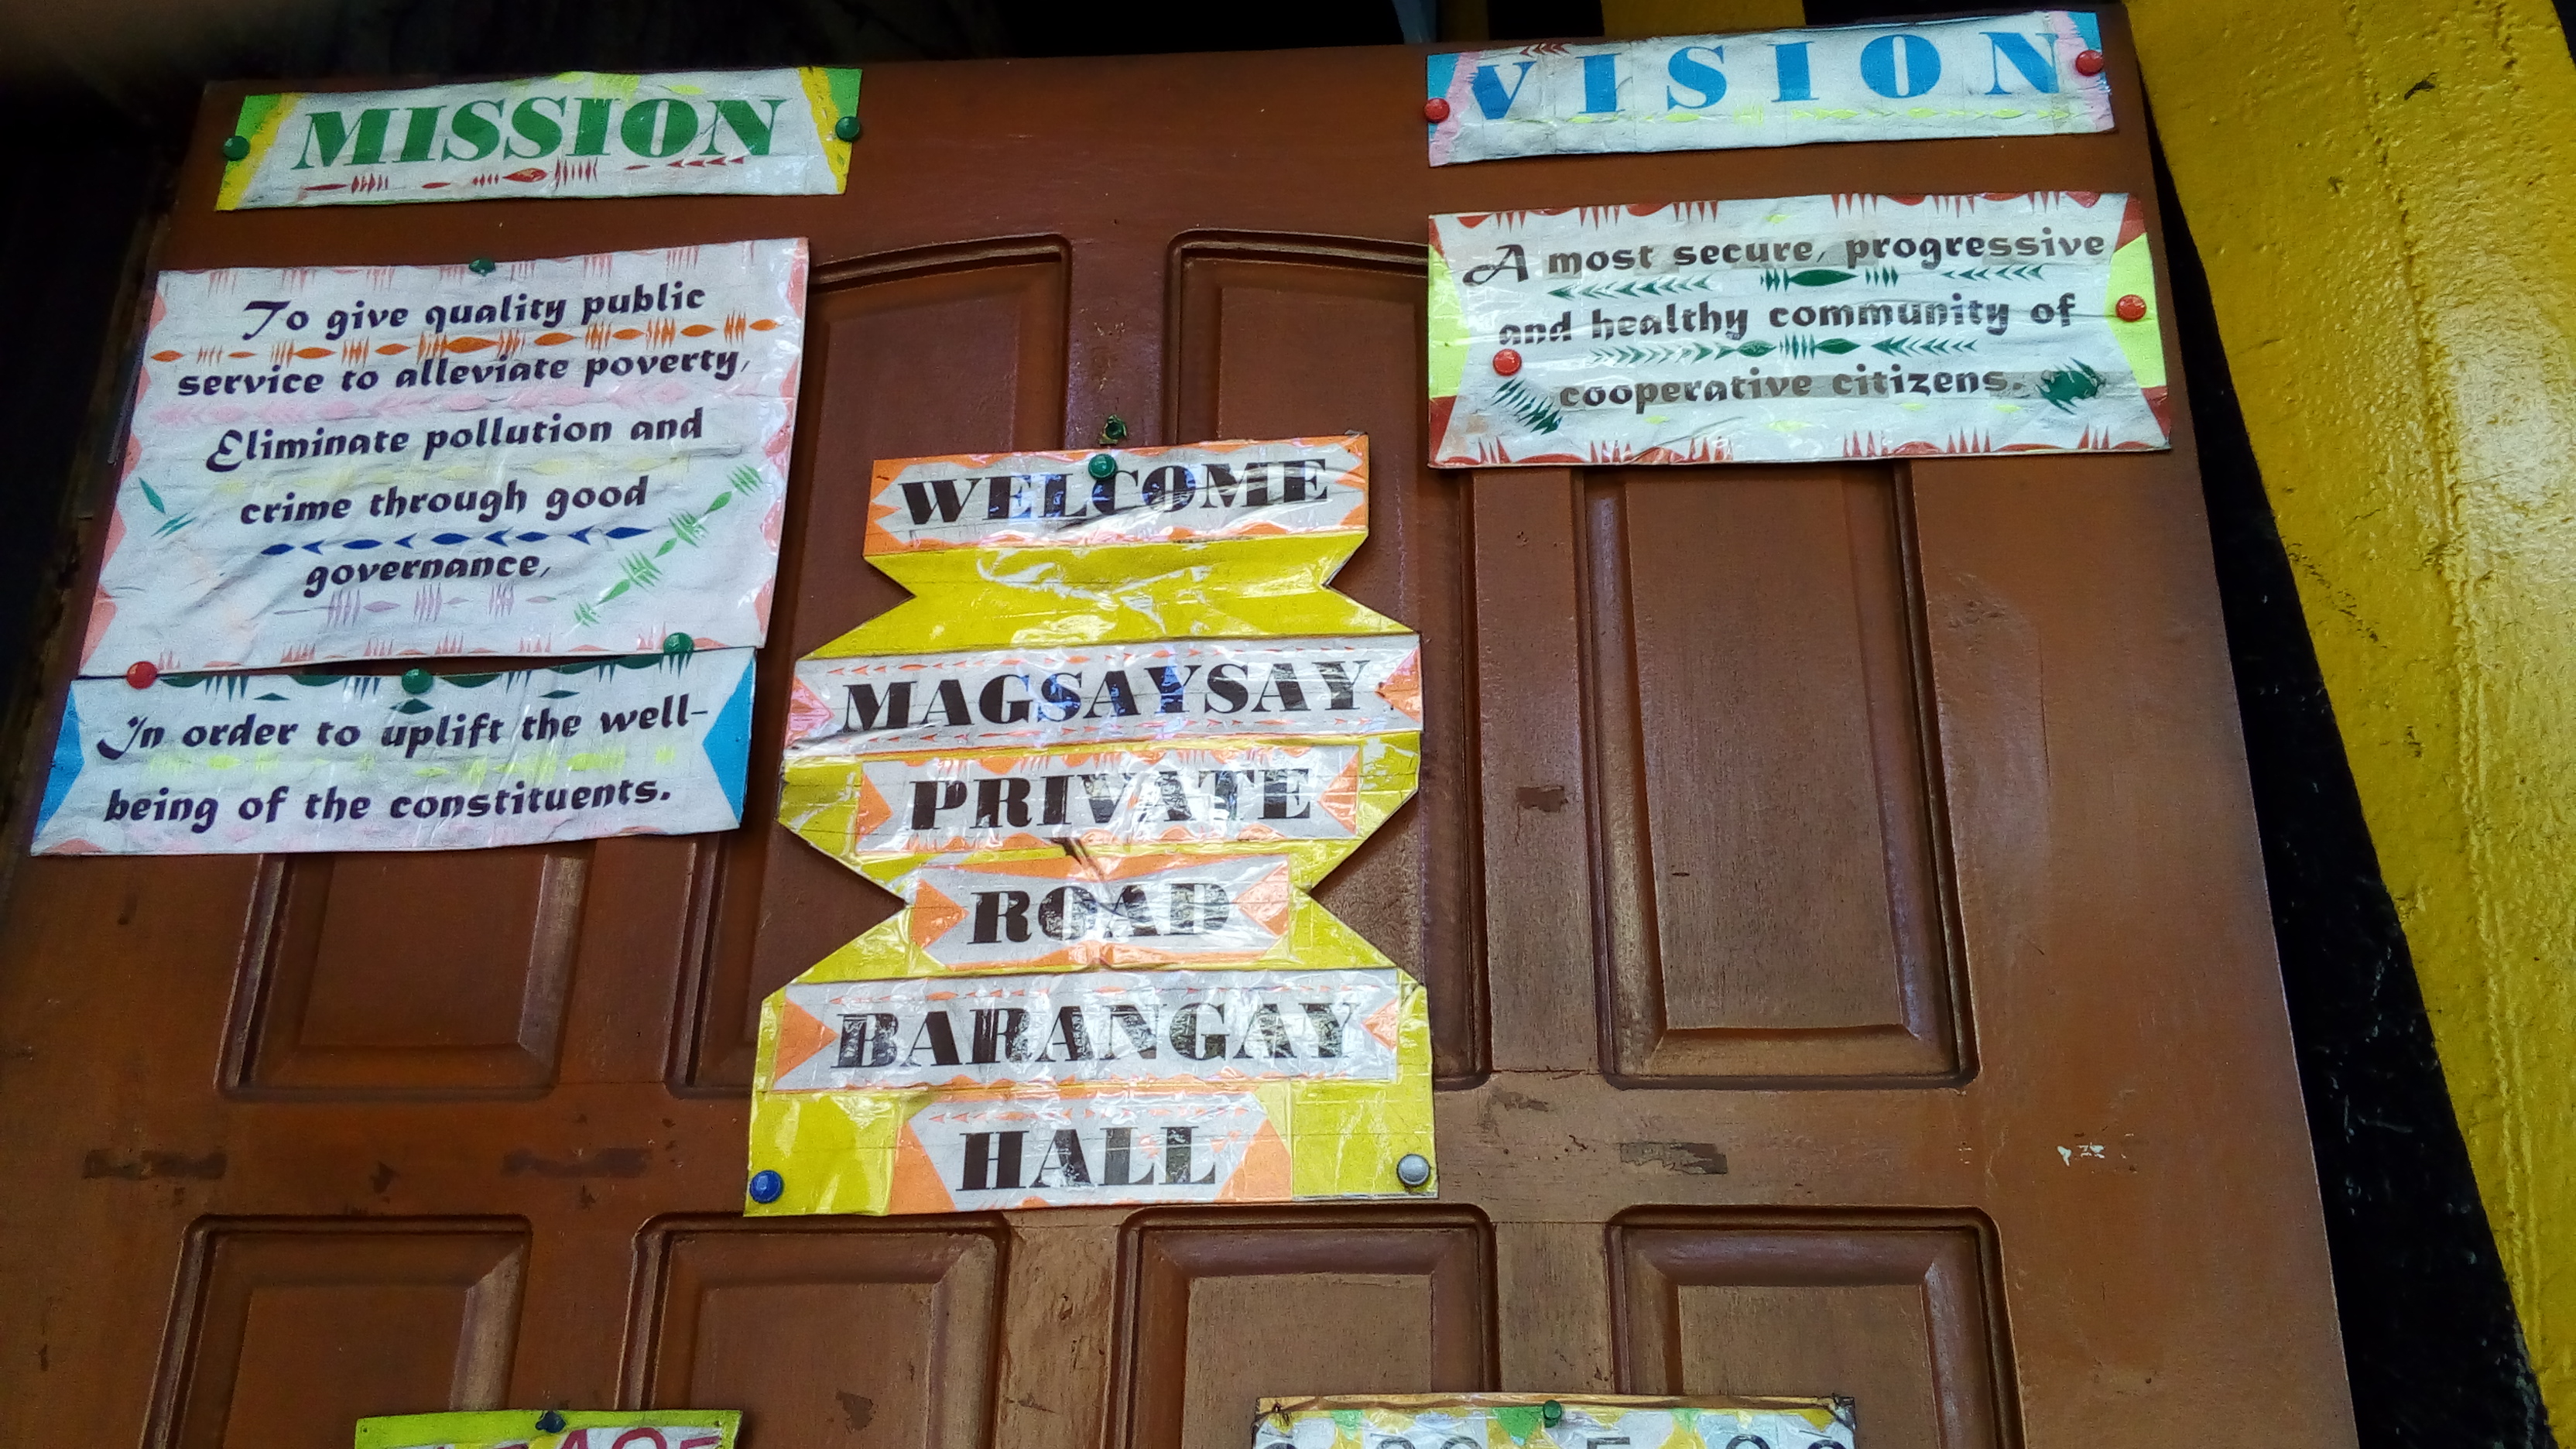 MISSION
To give quality public
service to alleviate poverty,
Eliminate pollution and
crime through good
governance,
In order to uplift the well-
being of the constituents.
WELCOME
MAGSAYSAY
PRIVATE
ROAD
BARANGAY
HALL
VISION
A most secure, progressive
and healthy community of
cooperative citizens.